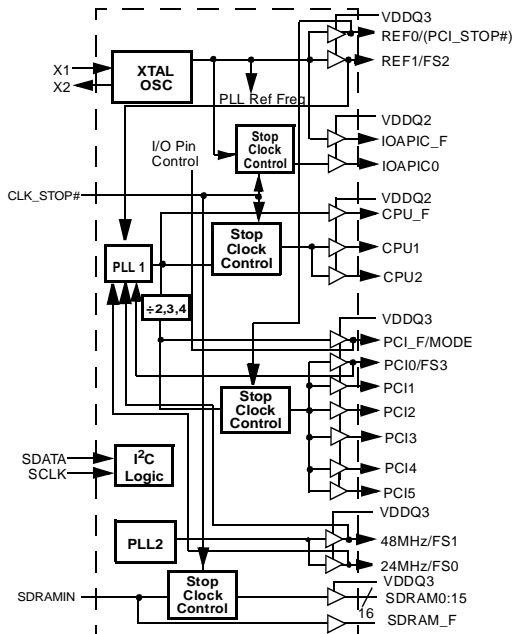 VDDQ3
REF0/(PCI_STOP#)
X1
XTAL
OSC
REF1/FS2
X2
PLL Ref Freq
VDDQ2
I/O Pin
Control
Stop
Clock
Control
IOAPIC_F
IOAPIC0
CLK_STOP#
VDDQ2
CPU_F
Stop
Clock
Control
CPU1
PLL 1
CPU2
÷2,3,4
VDDQ3
PCI_F/MODE
PCI0/FS3
Stop
Clock
Control
PCI1
PCI2
PCI3
SDATA
SCLK
I2C
Logic
PCI4
PCI5
VDDQ3
PLL2
48MHz/FS1
24MHz/FS0
VDDQ3
SDRAMIN
Stop
Clock
Control
SDRAM0:15
16
SDRAM_F